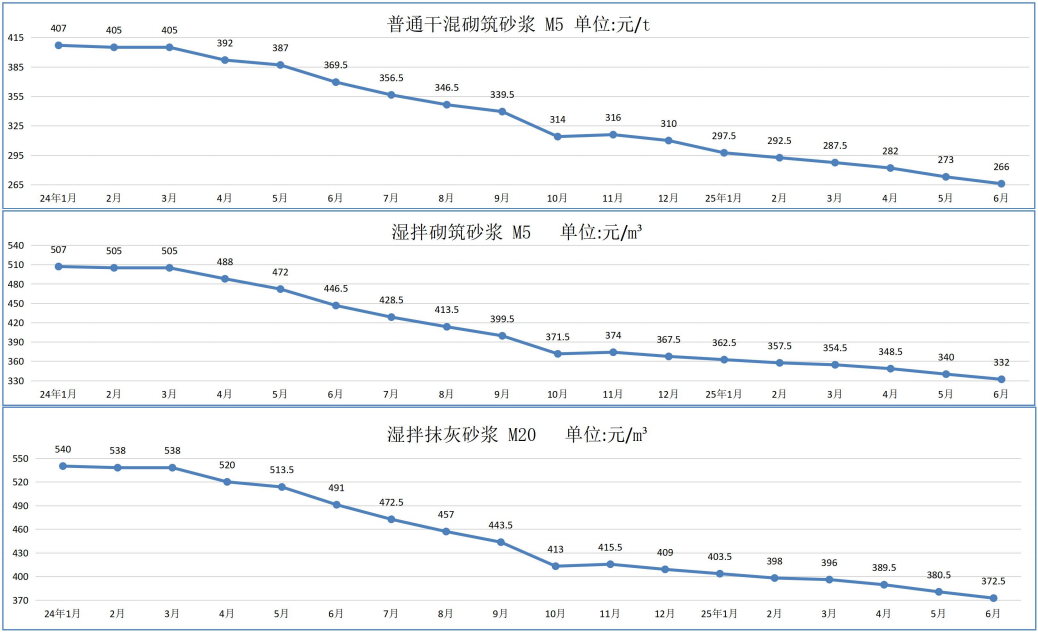 普通干混砌筑砂浆 M5 单位:元/t
407 405 405 392 387 369.5 356.5 346.5 339.5 314 316 310 297.5 292.5 287.5 282 273 266
415
385
355
325
295
265
24年1月 2月 3月 4月 5月 6月 7月 8月 9月 10月 11月 12月 25年1月 2月 3月 4月 5月 6月
湿拌砌筑砂浆 M5 单位:元/m³
507 505 505 488 472 446.5 428.5 413.5 399.5 371.5 374 367.5 362.5 357.5 354.5 348.5 340 332
540
510
480
450
420
390
360
330
24年1月 2月 3月 4月 5月 6月 7月 8月 9月 10月 11月 12月 25年1月 2月 3月 4月 5月 6月
湿拌抹灰砂浆 M20 单位:元/m³
540 538 538 520 513.5 491 472.5 457 443.5 413 415.5 409 403.5 398 396 389.5 380.5 372.5
550
520
490
460
430
400
370
24年1月 2月 3月 4月 5月 6月 7月 8月 9月 10月 11月 12月 25年1月 2月 3月 4月 5月 6月